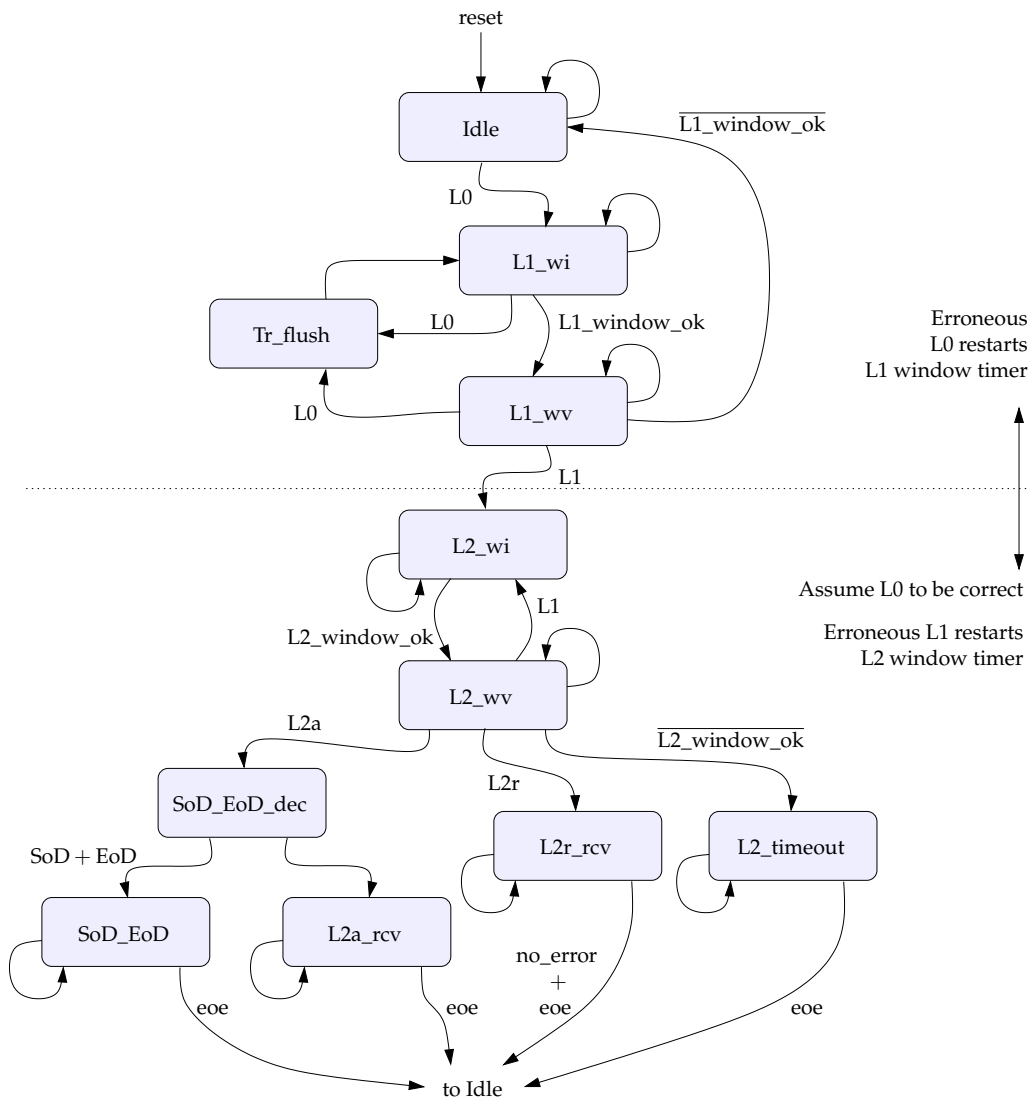 reset
Idle
L1_window_ok
L0
L1_wi
L0
L1_window_ok
Tr_flush
Erroneous
L0 restarts
L1 window timer
L0
L1_wv
L1
L2_wi
Assume L0 to be correct
L1
L2_window_ok
Erroneous L1 restarts
L2 window timer
L2_wv
L2a
L2_window_ok
L2r
SoD_EoD_dec
L2r_rcv
L2_timeout
SoD + EoD
SoD_EoD
L2a_rcv
no_error
+
eoe
eoe
eoe
eoe
to Idle